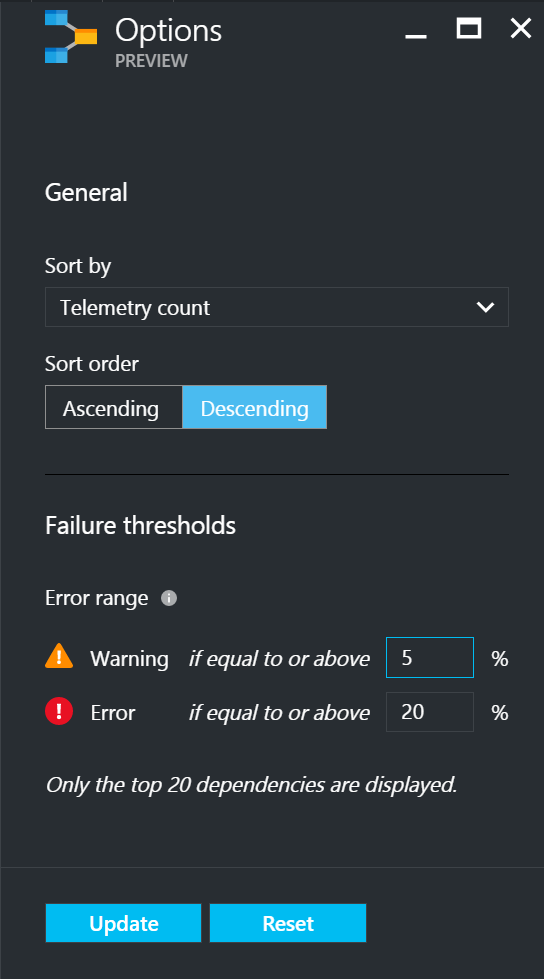 Options
PREVIEW
General
Sort by
Telemetry count
Sort order
Ascending Descending
Failure thresholds
Error range
Warning if equal to or above 5 %
Error if equal to or above 20 %
Only the top 20 dependencies are displayed.
Update Reset